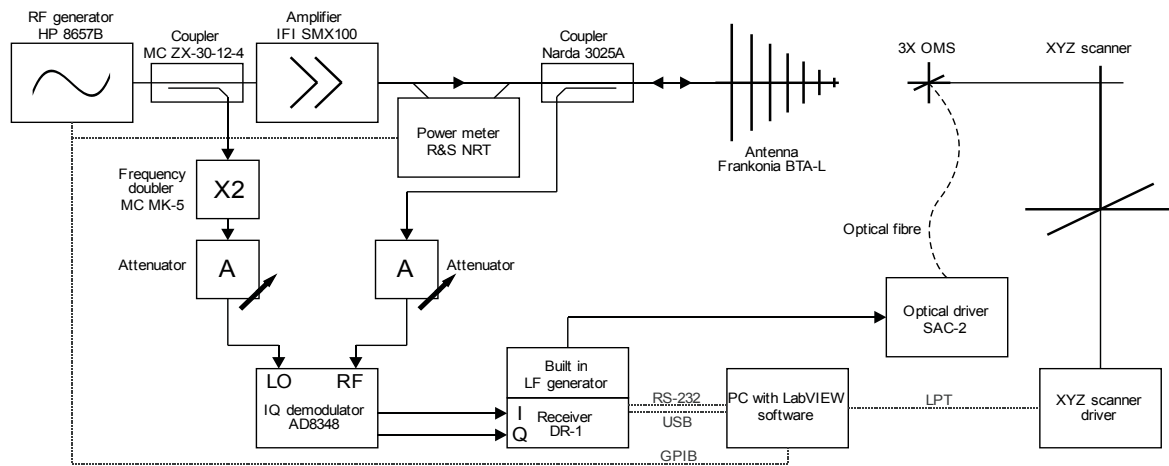 RF generator
HP 8657B
Coupler
MC ZX-30-12-4
Amplifier
IFI SMX100
Coupler
Narda 3025A
3X OMS
XYZ scanner
Power meter
R&S NRT
Antenna
Frankonia BTA-L
Frequency
doubler
MC MK-5
X2
Optical fibre
Attenuator
A
A
Attenuator
Optical driver
SAC-2
LO
RF
IQ demodulator
AD8348
Built in
LF generator
I
Q
Receiver
DR-1
RS-232
USB
PC with LabVIEW
software
LPT
XYZ scanner
driver
GPIB